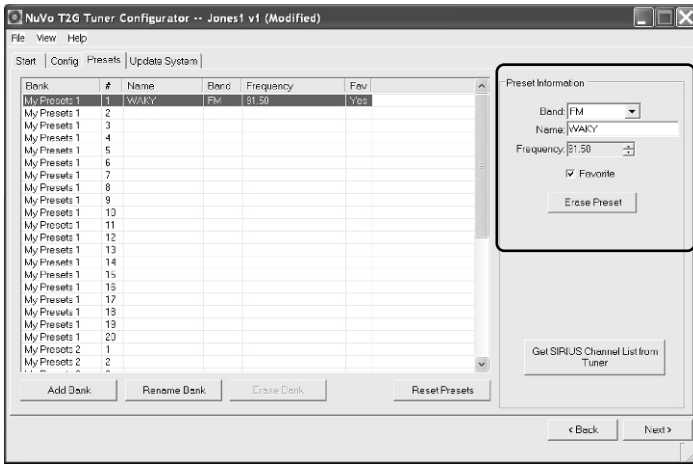 NuVo T2G Tuner Configurator -- Jones1 v1 (Modified)
File View Help
Start Config Presets Update System
Bank # Name Band Frequency Fav
My Presets 1 1 WAKY FM 91.50 Yes
My Presets 1 2
My Presets 1 3
My Presets 1 4
My Presets 1 5
My Presets 1 6
My Presets 1 7
My Presets 1 8
My Presets 1 9
My Presets 1 10
My Presets 1 11
My Presets 1 12
My Presets 1 13
My Presets 1 14
My Presets 1 15
My Presets 1 16
My Presets 1 17
My Presets 1 18
My Presets 1 19
My Presets 1 20
My Presets 2 1
My Presets 2 2
Add Bank Rename Bank Erase Bank Reset Presets
Preset Information
Band: FM
Name: WAKY
Frequency: 91.50
Favorite
Erase Preset
Get SIRIUS Channel List from
Tuner
< Back Next >